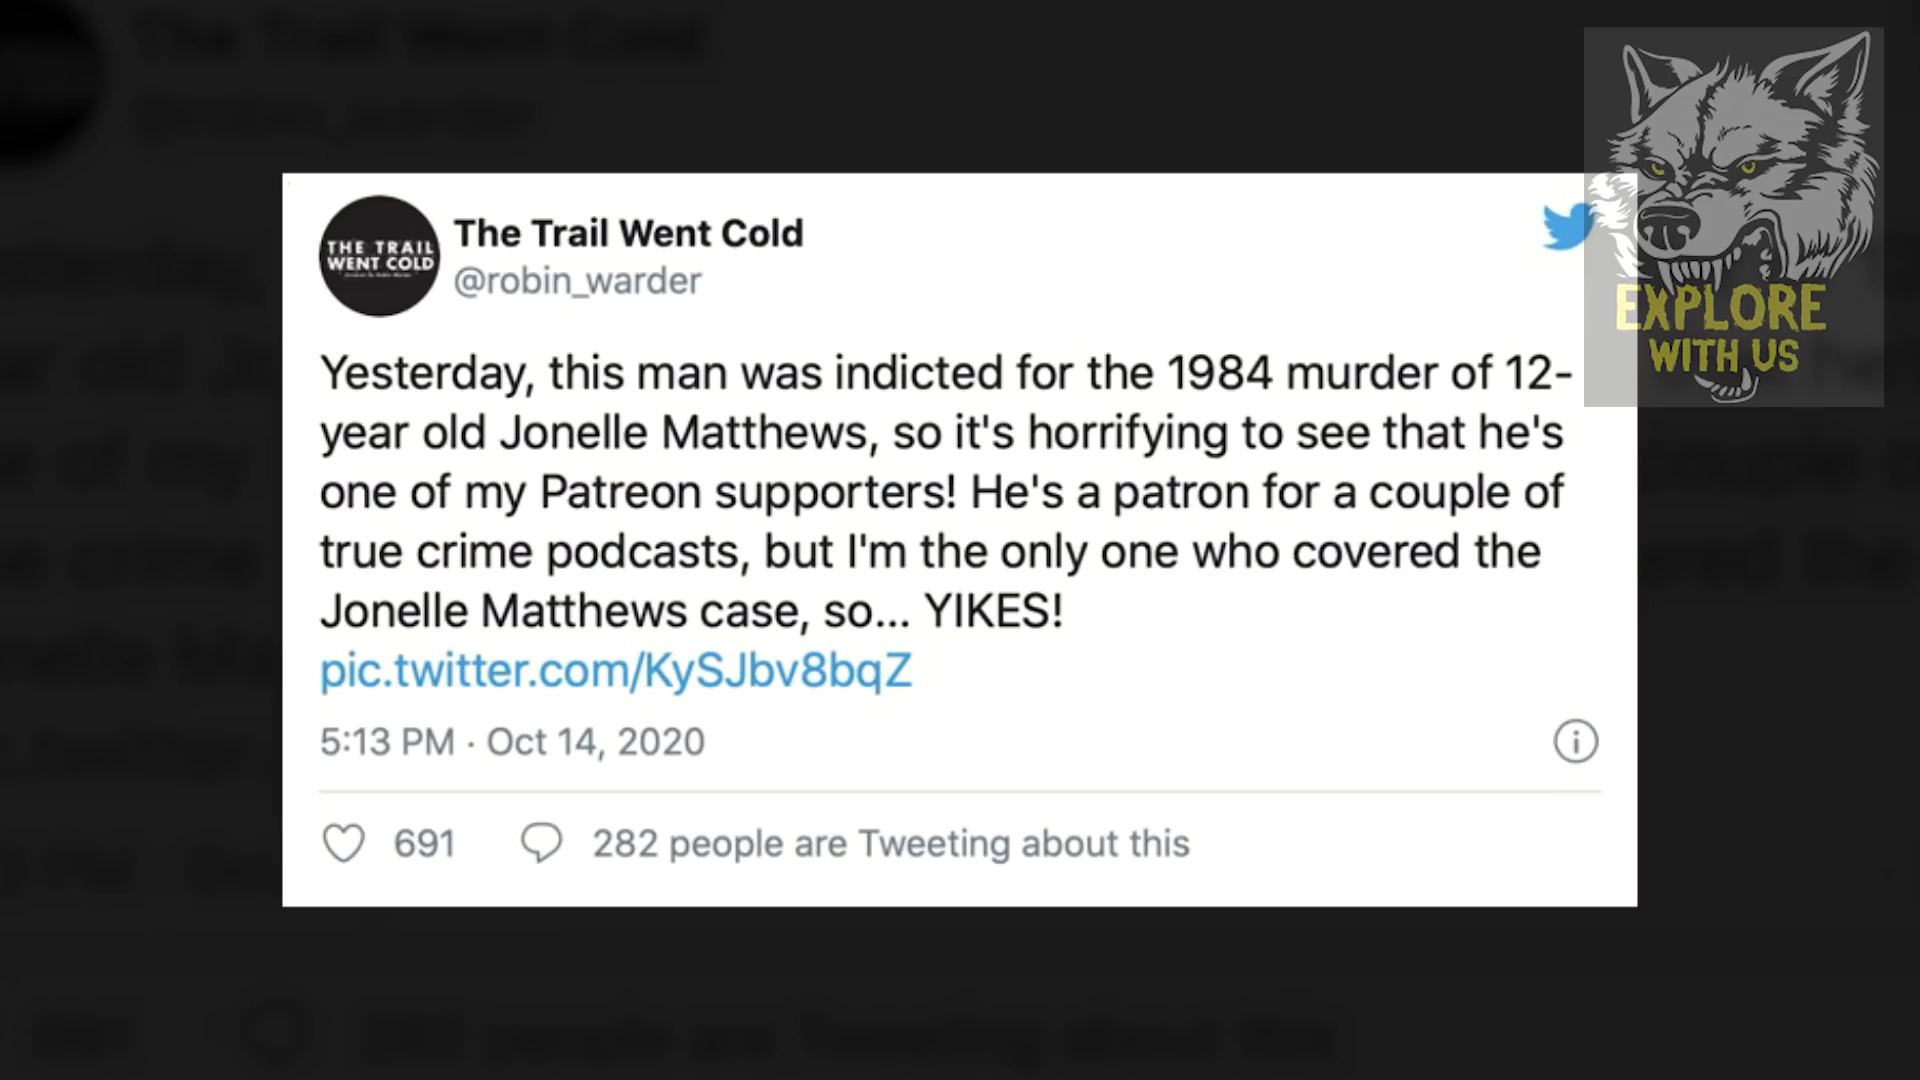 THE TRAIL
WENT COLD
The Trail Went Cold
@robin_warder
EXPLORE
WITH US
Yesterday, this man was indicted for the 1984 murder of 12-
year old Jonelle Matthews, so it's horrifying to see that he's
one of my Patreon supporters! He's a patron for a couple of
true crime podcasts, but I'm the only one who covered the
Jonelle Matthews case, so... YIKES!
pic.twitter.com/KySJbv8bqZ
5:13 PM · Oct 14, 2020
691
282 people are Tweeting about this